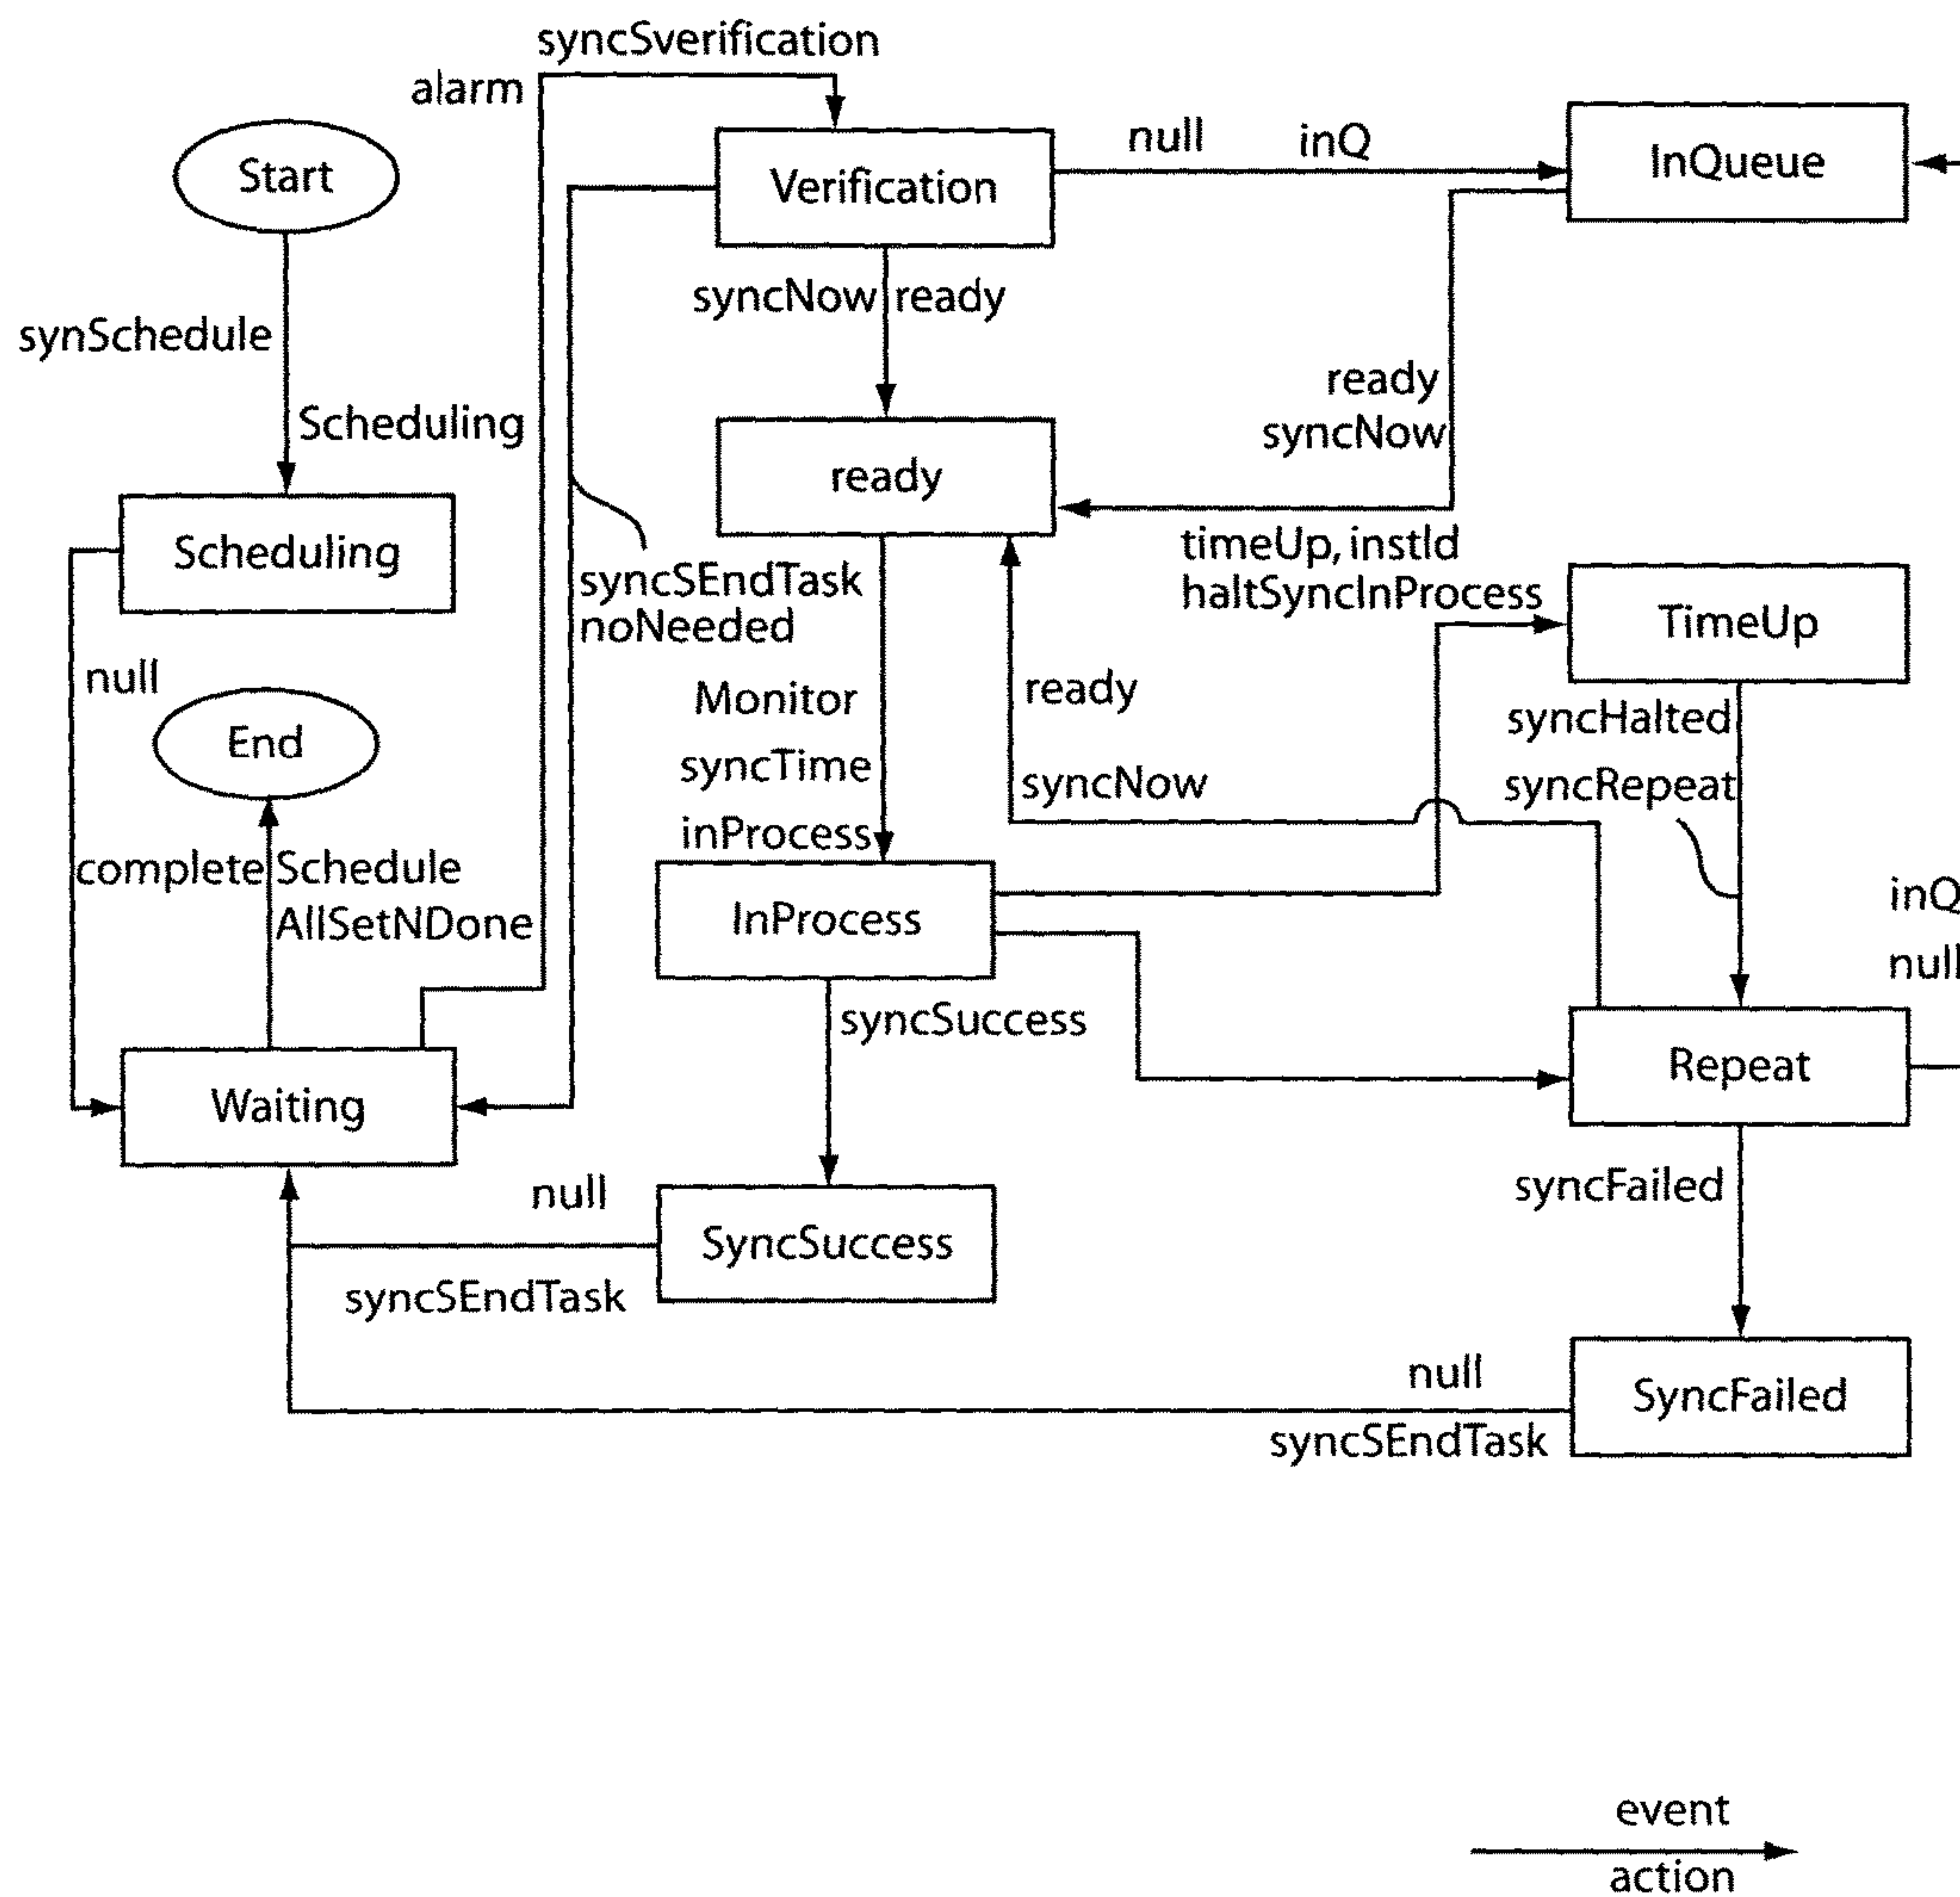 syncSverification
alarm
Start
Verification
null inQ
InQueue
synSchedule
syncNow ready
Scheduling
ready
syncNow
ready
Scheduling
timeUp, instId
haltSyncInProcess
syncSEndTask
noNeeded
TimeUp
null
Monitor
ready
syncHalted
End
syncTime
syncNow
syncRepeat
inProcess
complete Schedule
AllSetNDone
InProcess
inQ
null
syncSuccess
Repeat
Waiting
null
syncFailed
SyncSuccess
syncSEndTask
null
SyncFailed
syncSEndTask
event
action